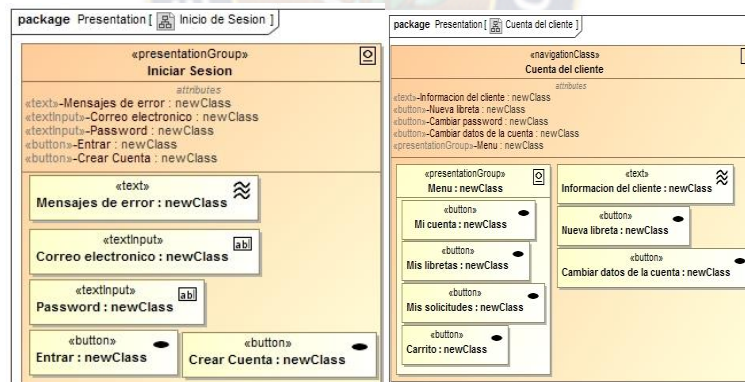 package Presentation [ Inicio de Sesion ]
«presentationGroup»
Iniciar Sesion
attributes
«text»-Mensajes de error : newClass
«textInput»-Correo electronico : newClass
«textInput»-Password : newClass
«button»-Entrar : newClass
«button»-Crear Cuenta : newClass
«text»
Mensajes de error : newClass
«textInput»
Correo electronico : newClass
ab
«textInput»
Password : newClass
ab
«button»
Entrar : newClass
«button»
Crear Cuenta : newClass
package Presentation [ Cuenta del cliente ]
«navigationClass»
Cuenta del cliente
attributes
«text»-Informacion del cliente : newClass
«button»-Nueva libreta : newClass
«button»-Cambiar password : newClass
«button»-Cambiar datos de la cuenta : newClass
«presentationGroup»-Menu : newClass
«presentationGroup»
Menu : newClass
«button»
Mi cuenta : newClass
«button»
Mis libretas : newClass
«button»
Mis solicitudes : newClass
«button»
Carrito : newClass
«text»
Informacion del cliente : newClass
«button»
Nueva libreta : newClass
«button»
Cambiar datos de la cuenta : newClass